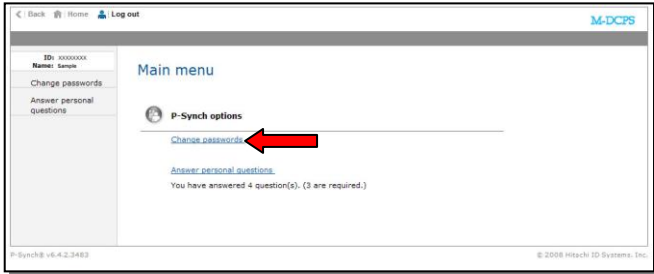 Back | Home | Log out
M-DCPS
ID: XXXXXXXX
Name: Sample
Change passwords
Answer personal
questions
Main menu
P-Synch options
Change passwords
Answer personal questions
You have answered 4 question(s). (3 are required.)
P-Synch® v6.4.2.3483
© 2008 Hitachi ID Systems, Inc.